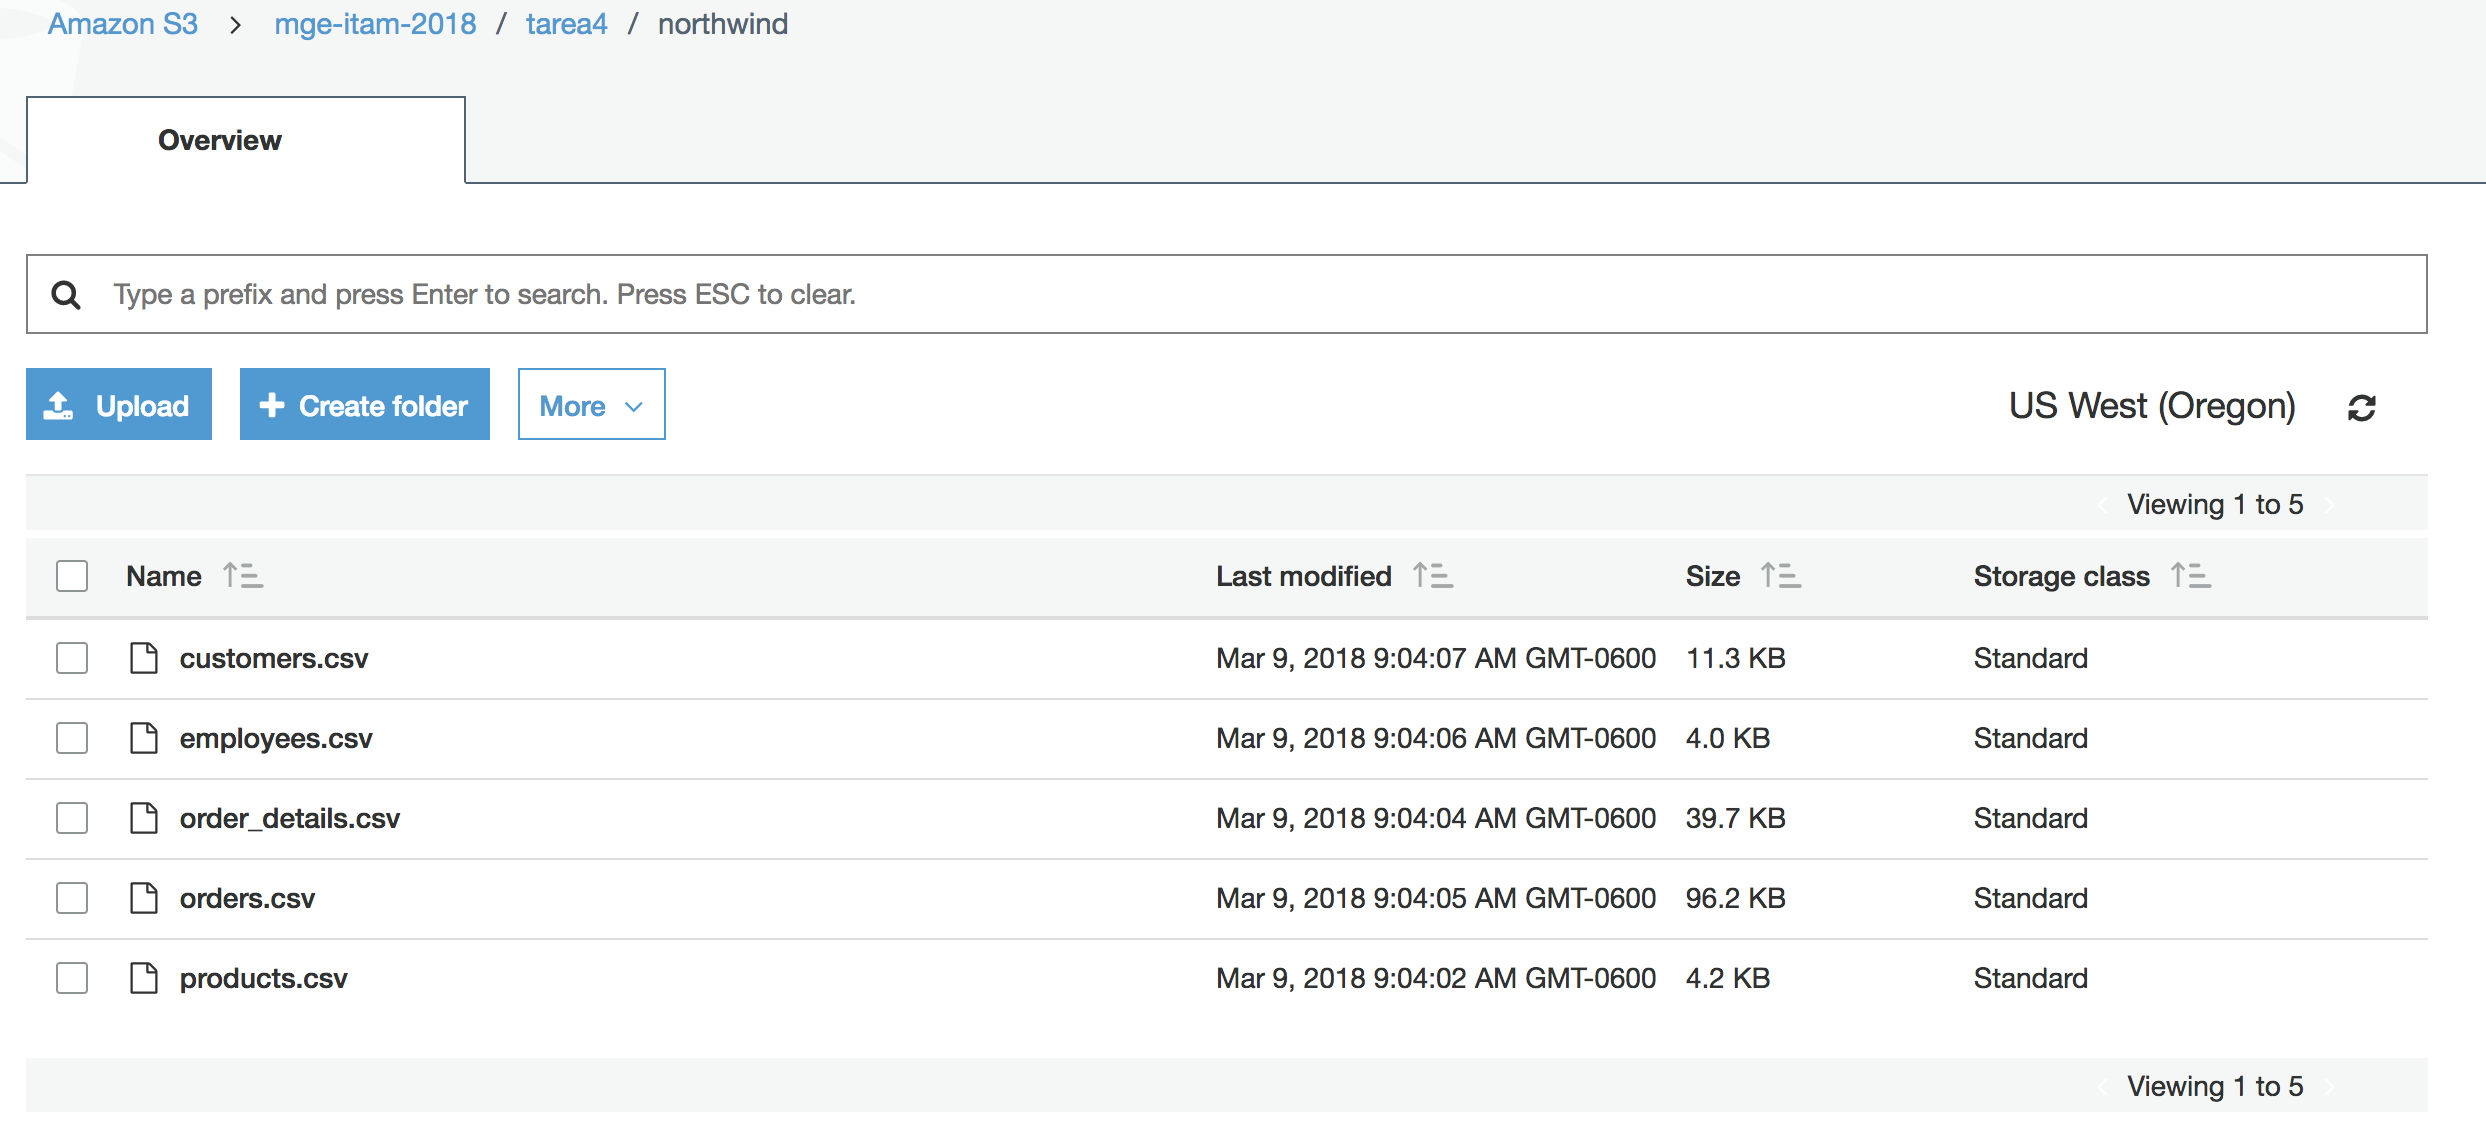 Amazon S3 > mge-itam-2018 / tarea4 / northwind
Overview
Type a prefix and press Enter to search. Press ESC to clear.
Upload + Create folder More US West (Oregon)
Viewing 1 to 5
Name Last modified Size Storage class
customers.csv Mar 9, 2018 9:04:07 AM GMT-0600 11.3 KB Standard
employees.csv Mar 9, 2018 9:04:06 AM GMT-0600 4.0 KB Standard
order_details.csv Mar 9, 2018 9:04:04 AM GMT-0600 39.7 KB Standard
orders.csv Mar 9, 2018 9:04:05 AM GMT-0600 96.2 KB Standard
products.csv Mar 9, 2018 9:04:02 AM GMT-0600 4.2 KB Standard
Viewing 1 to 5